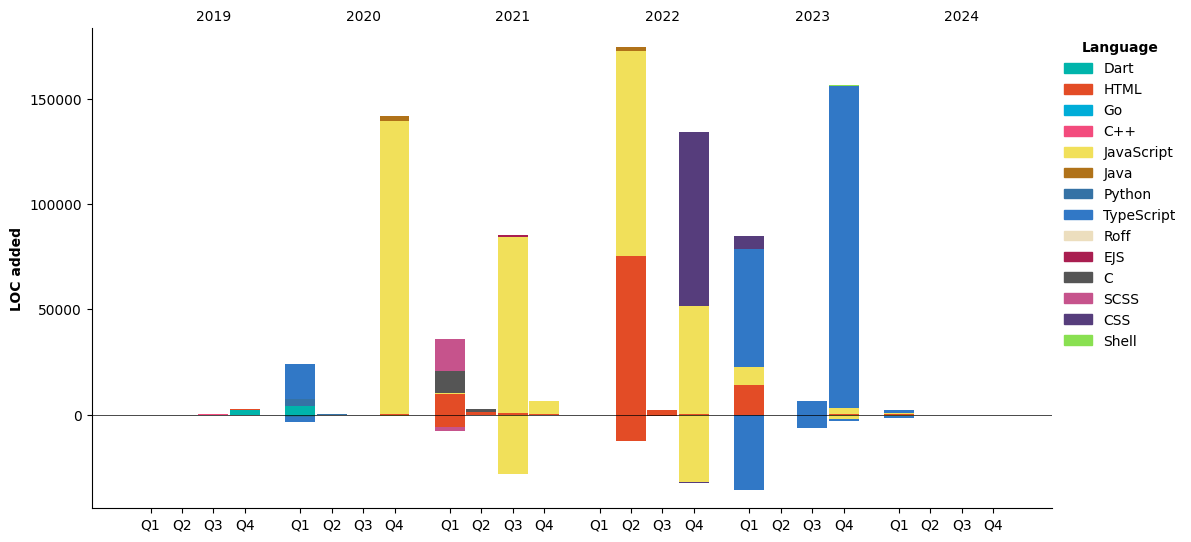 2019 2020 2021 2022 2023 2024
Language
Dart
HTML
Go
C++
JavaScript
Java
Python
TypeScript
Roff
EJS
C
SCSS
CSS
Shell
LOC added
150000
100000
50000
0
Q1 Q2 Q3 Q4 Q1 Q2 Q3 Q4 Q1 Q2 Q3 Q4 Q1 Q2 Q3 Q4 Q1 Q2 Q3 Q4 Q1 Q2 Q3 Q4